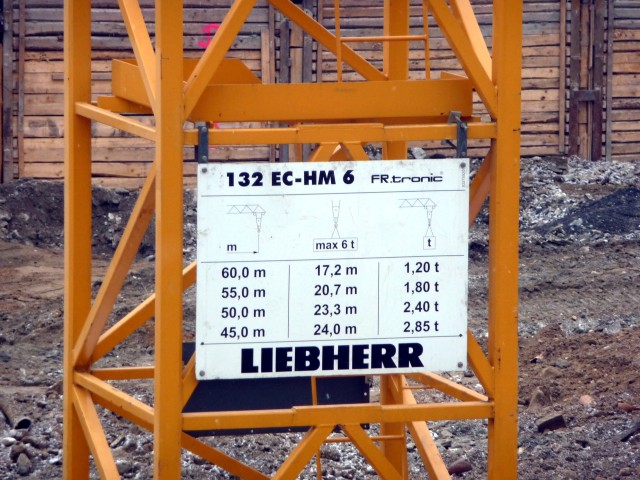 132 EC-HM 6 FR.tronic
m max 6 t t
60,0 m 17,2 m 1,20 t
55,0 m 20,7 m 1,80 t
50,0 m 23,3 m 2,40 t
45,0 m 24,0 m 2,85 t
LIEBHERR